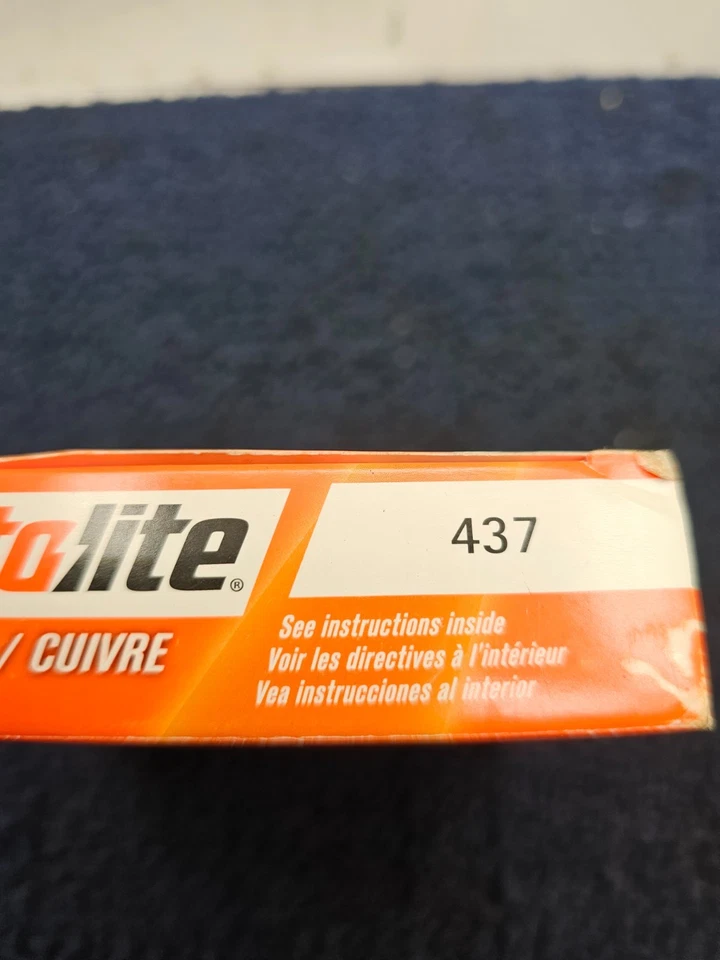 tolite®
437
/ CUIVRE
See instructions inside
Voir les directives à l'intérieur
Vea instrucciones al interior